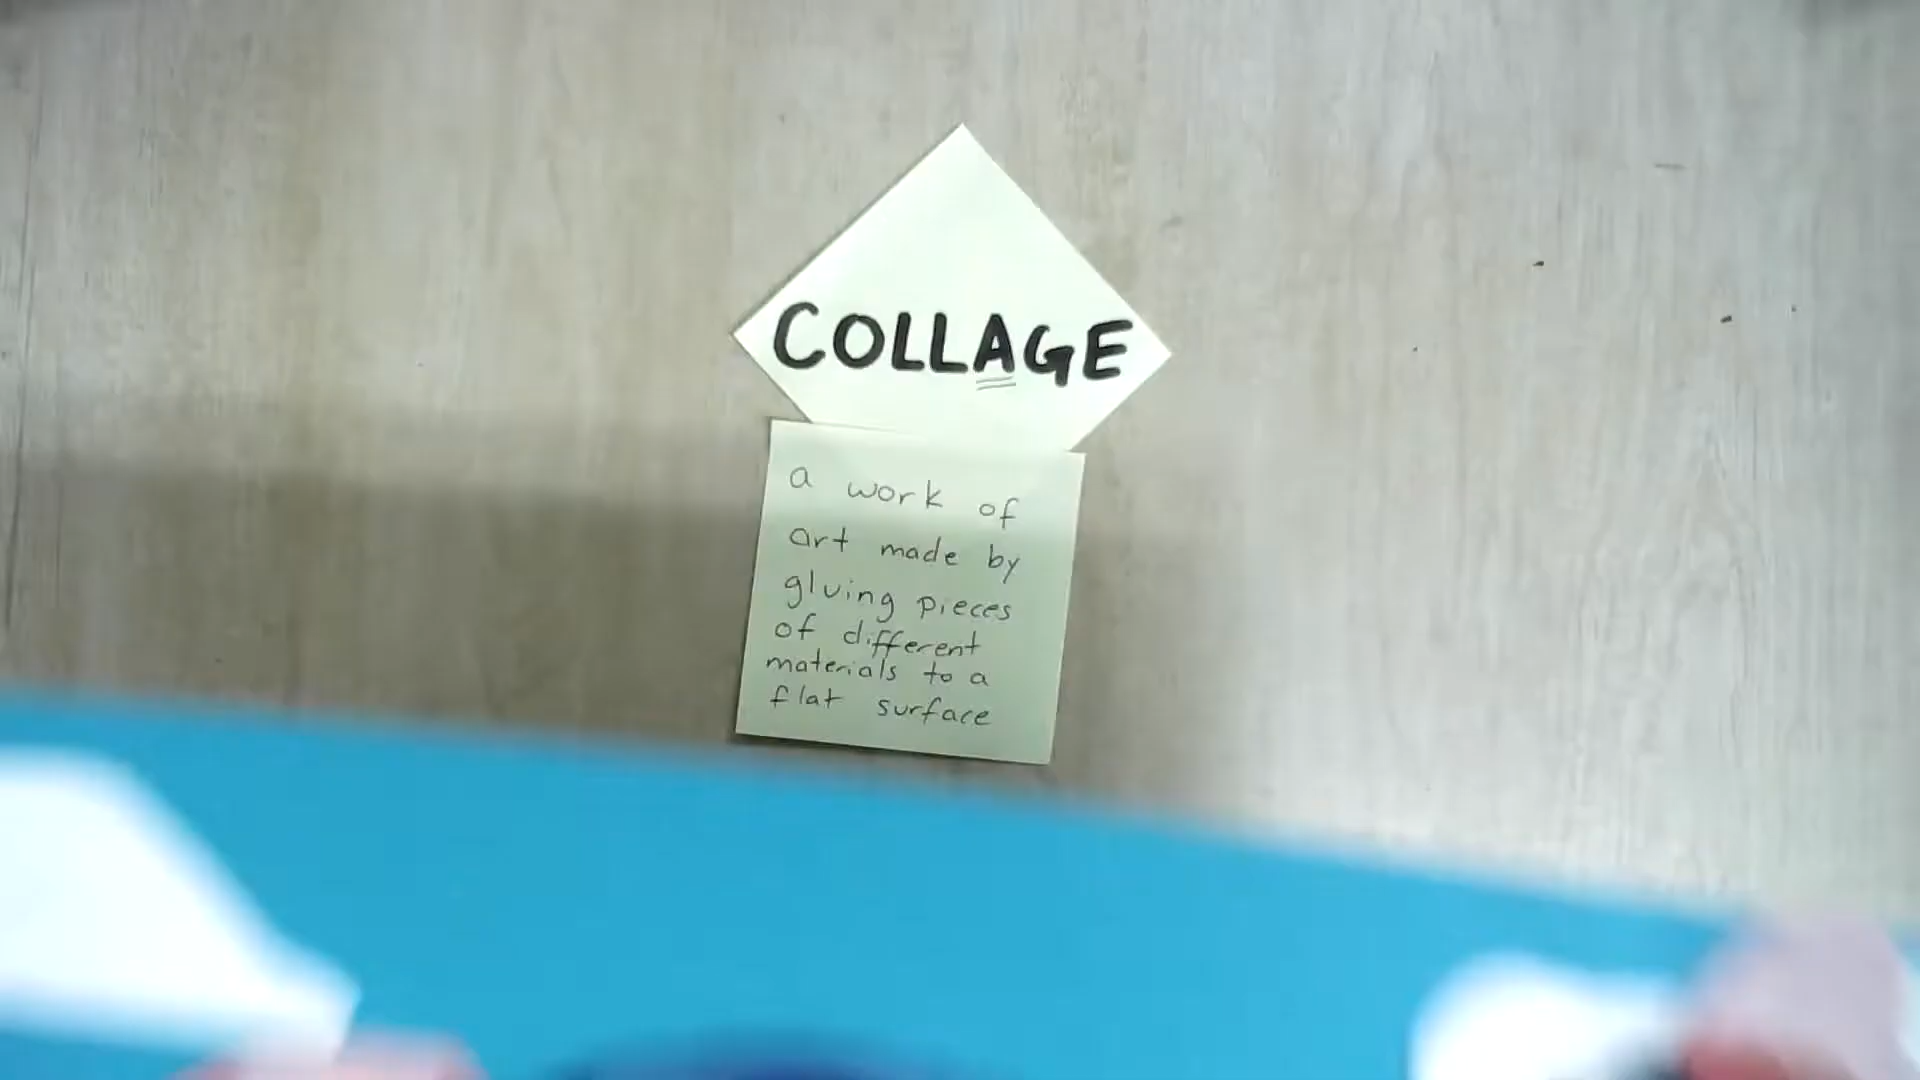 COLLAGE
a work of
art made by
gluing pieces
of different
materials to a
flat surface